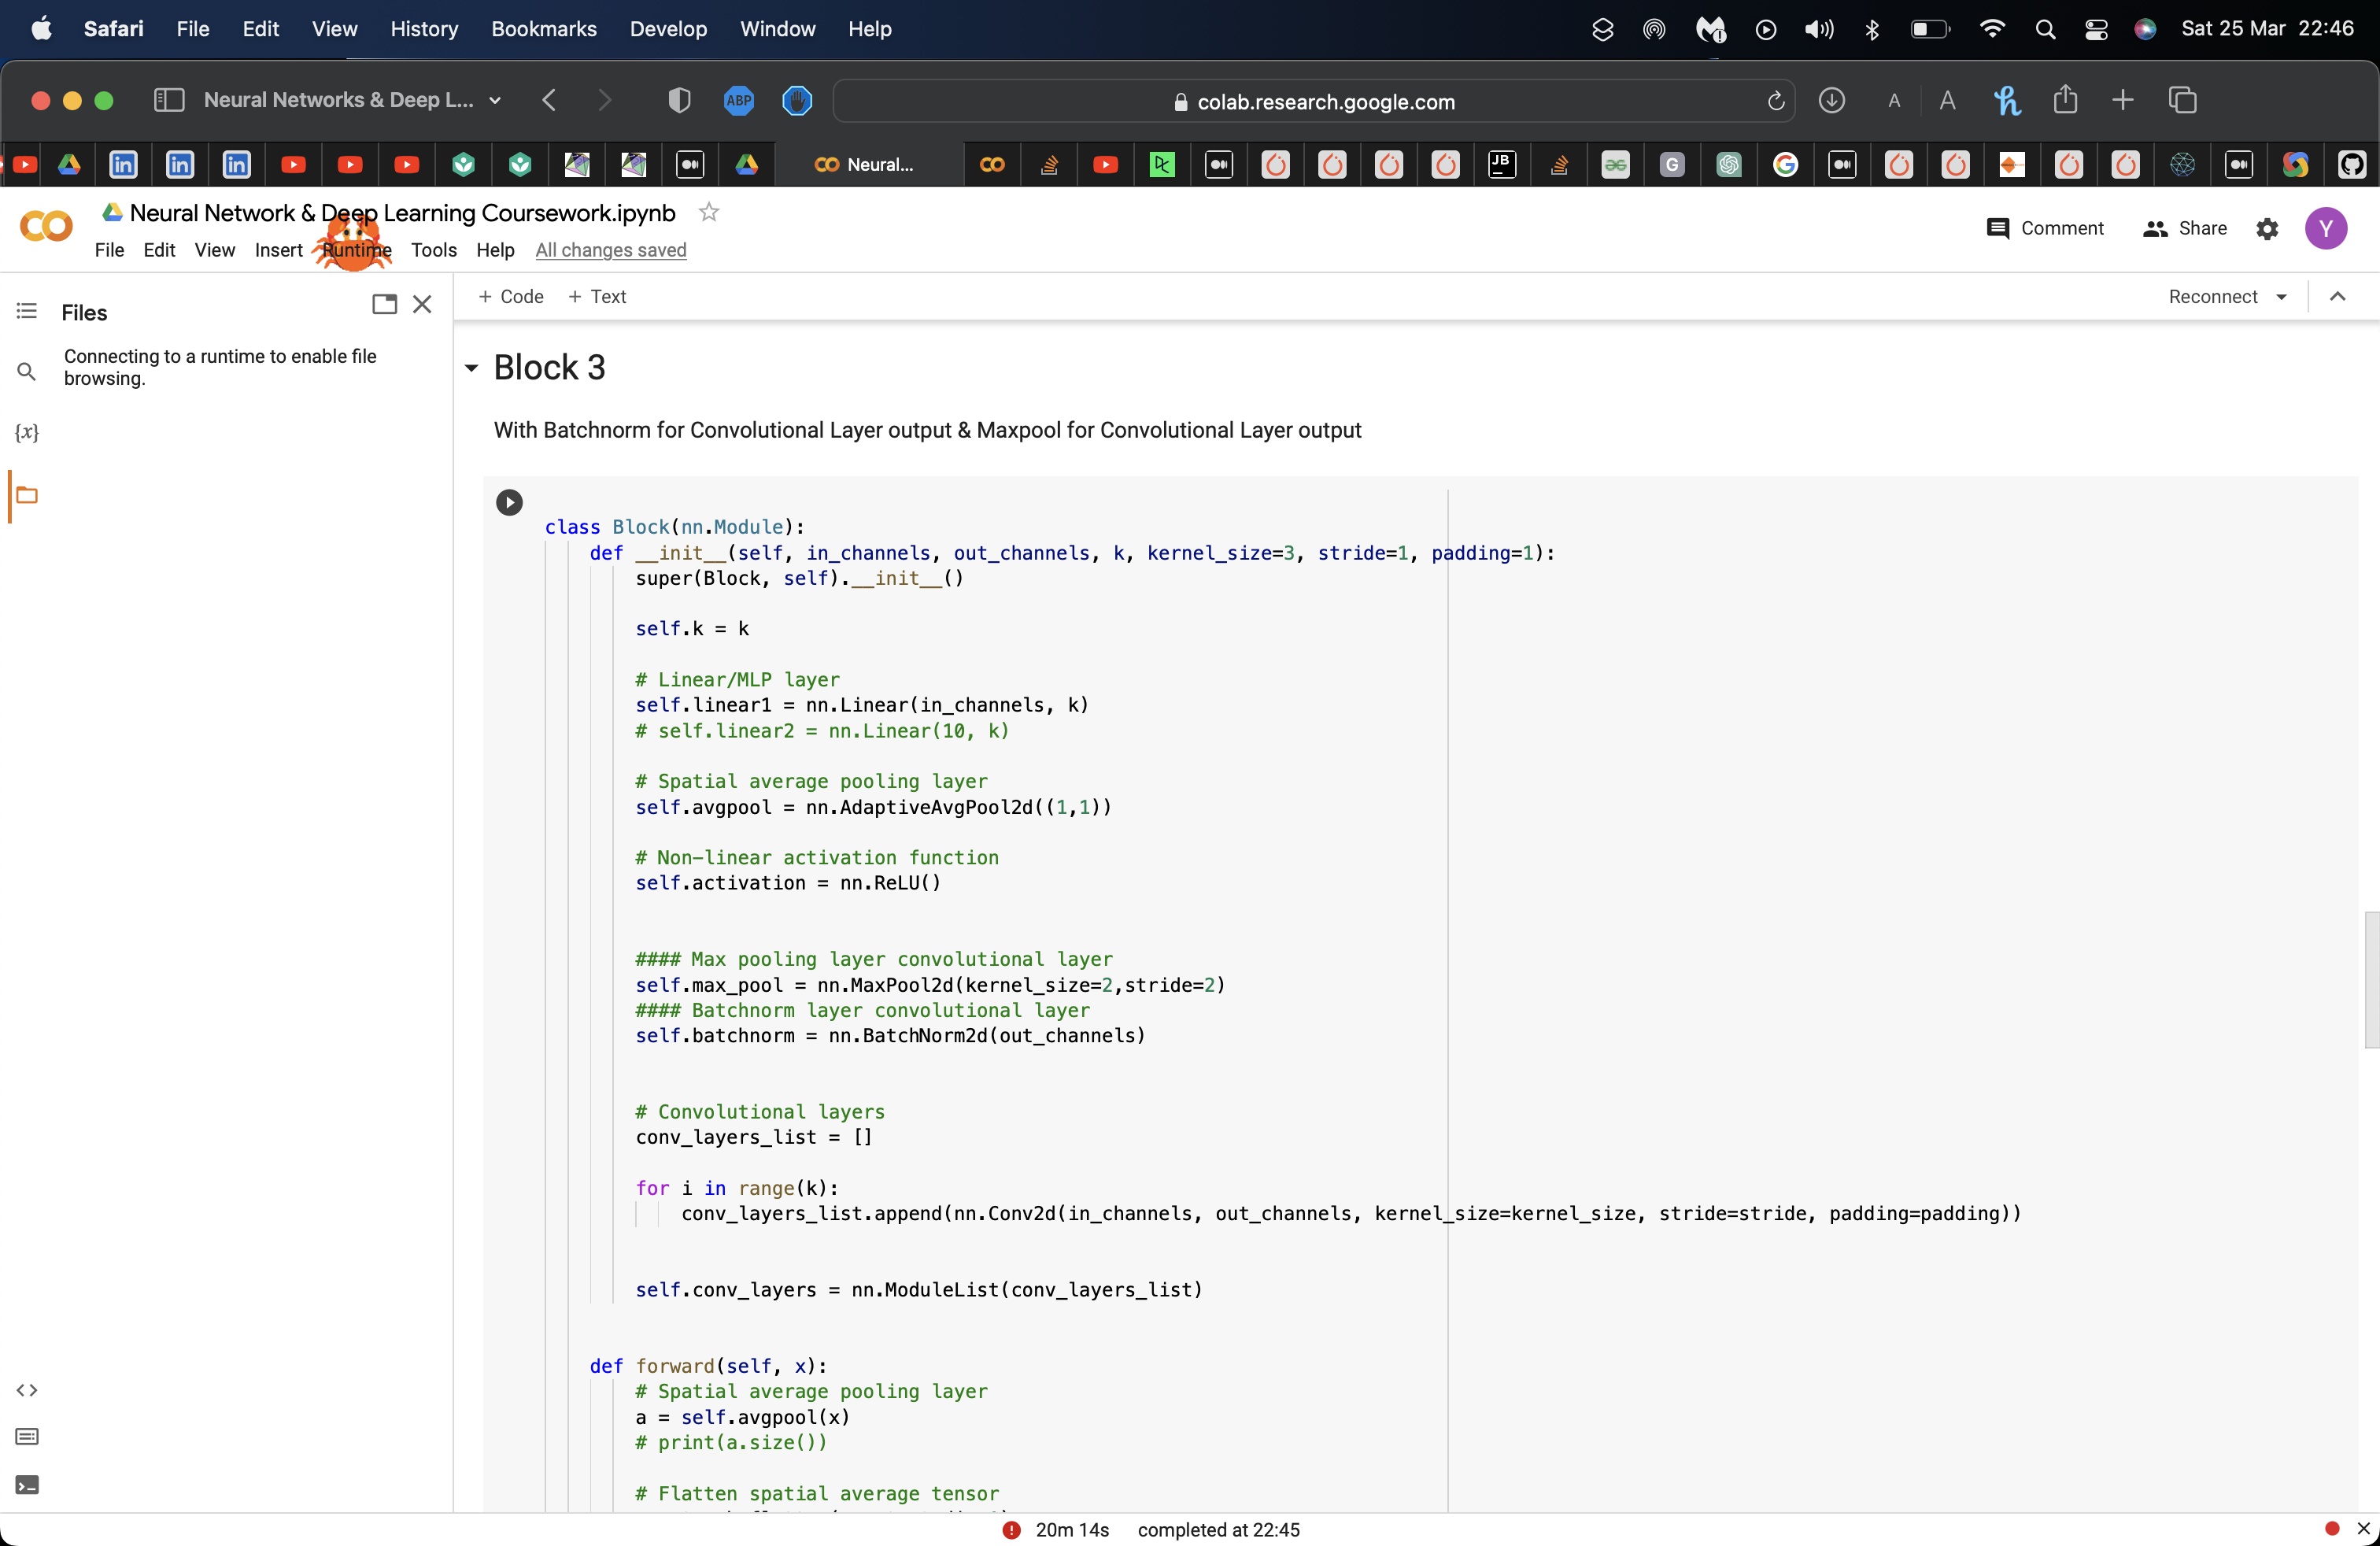 Safari File Edit View History Bookmarks Develop Window Help Sat 25 Mar 22:46
Neural Networks & Deep L... ABP colab.research.google.com A A
Neural... JB G
Neural Network & Deep Learning Coursework.ipynb
File Edit View Insert Runtime Tools Help All changes saved
Comment Share Y
Files
+ Code + Text Reconnect
Connecting to a runtime to enable file
browsing.
{x}
Block 3
With Batchnorm for Convolutional Layer output & Maxpool for Convolutional Layer output
class Block(nn.Module):
def __init__(self, in_channels, out_channels, k, kernel_size=3, stride=1, padding=1):
super(Block, self).__init__()
self.k = k
# Linear/MLP layer
self.linear1 = nn.Linear(in_channels, k)
# self.linear2 = nn.Linear(10, k)
# Spatial average pooling layer
self.avgpool = nn.AdaptiveAvgPool2d((1,1))
# Non-linear activation function
self.activation = nn.ReLU()
#### Max pooling layer convolutional layer
self.max_pool = nn.MaxPool2d(kernel_size=2,stride=2)
#### Batchnorm layer convolutional layer
self.batchnorm = nn.BatchNorm2d(out_channels)
# Convolutional layers
conv_layers_list = []
for i in range(k):
conv_layers_list.append(nn.Conv2d(in_channels, out_channels, kernel_size=kernel_size, stride=stride, padding=padding))
self.conv_layers = nn.ModuleList(conv_layers_list)
def forward(self, x):
# Spatial average pooling layer
a = self.avgpool(x)
# print(a.size())
# Flatten spatial average tensor
20m 14s completed at 22:45